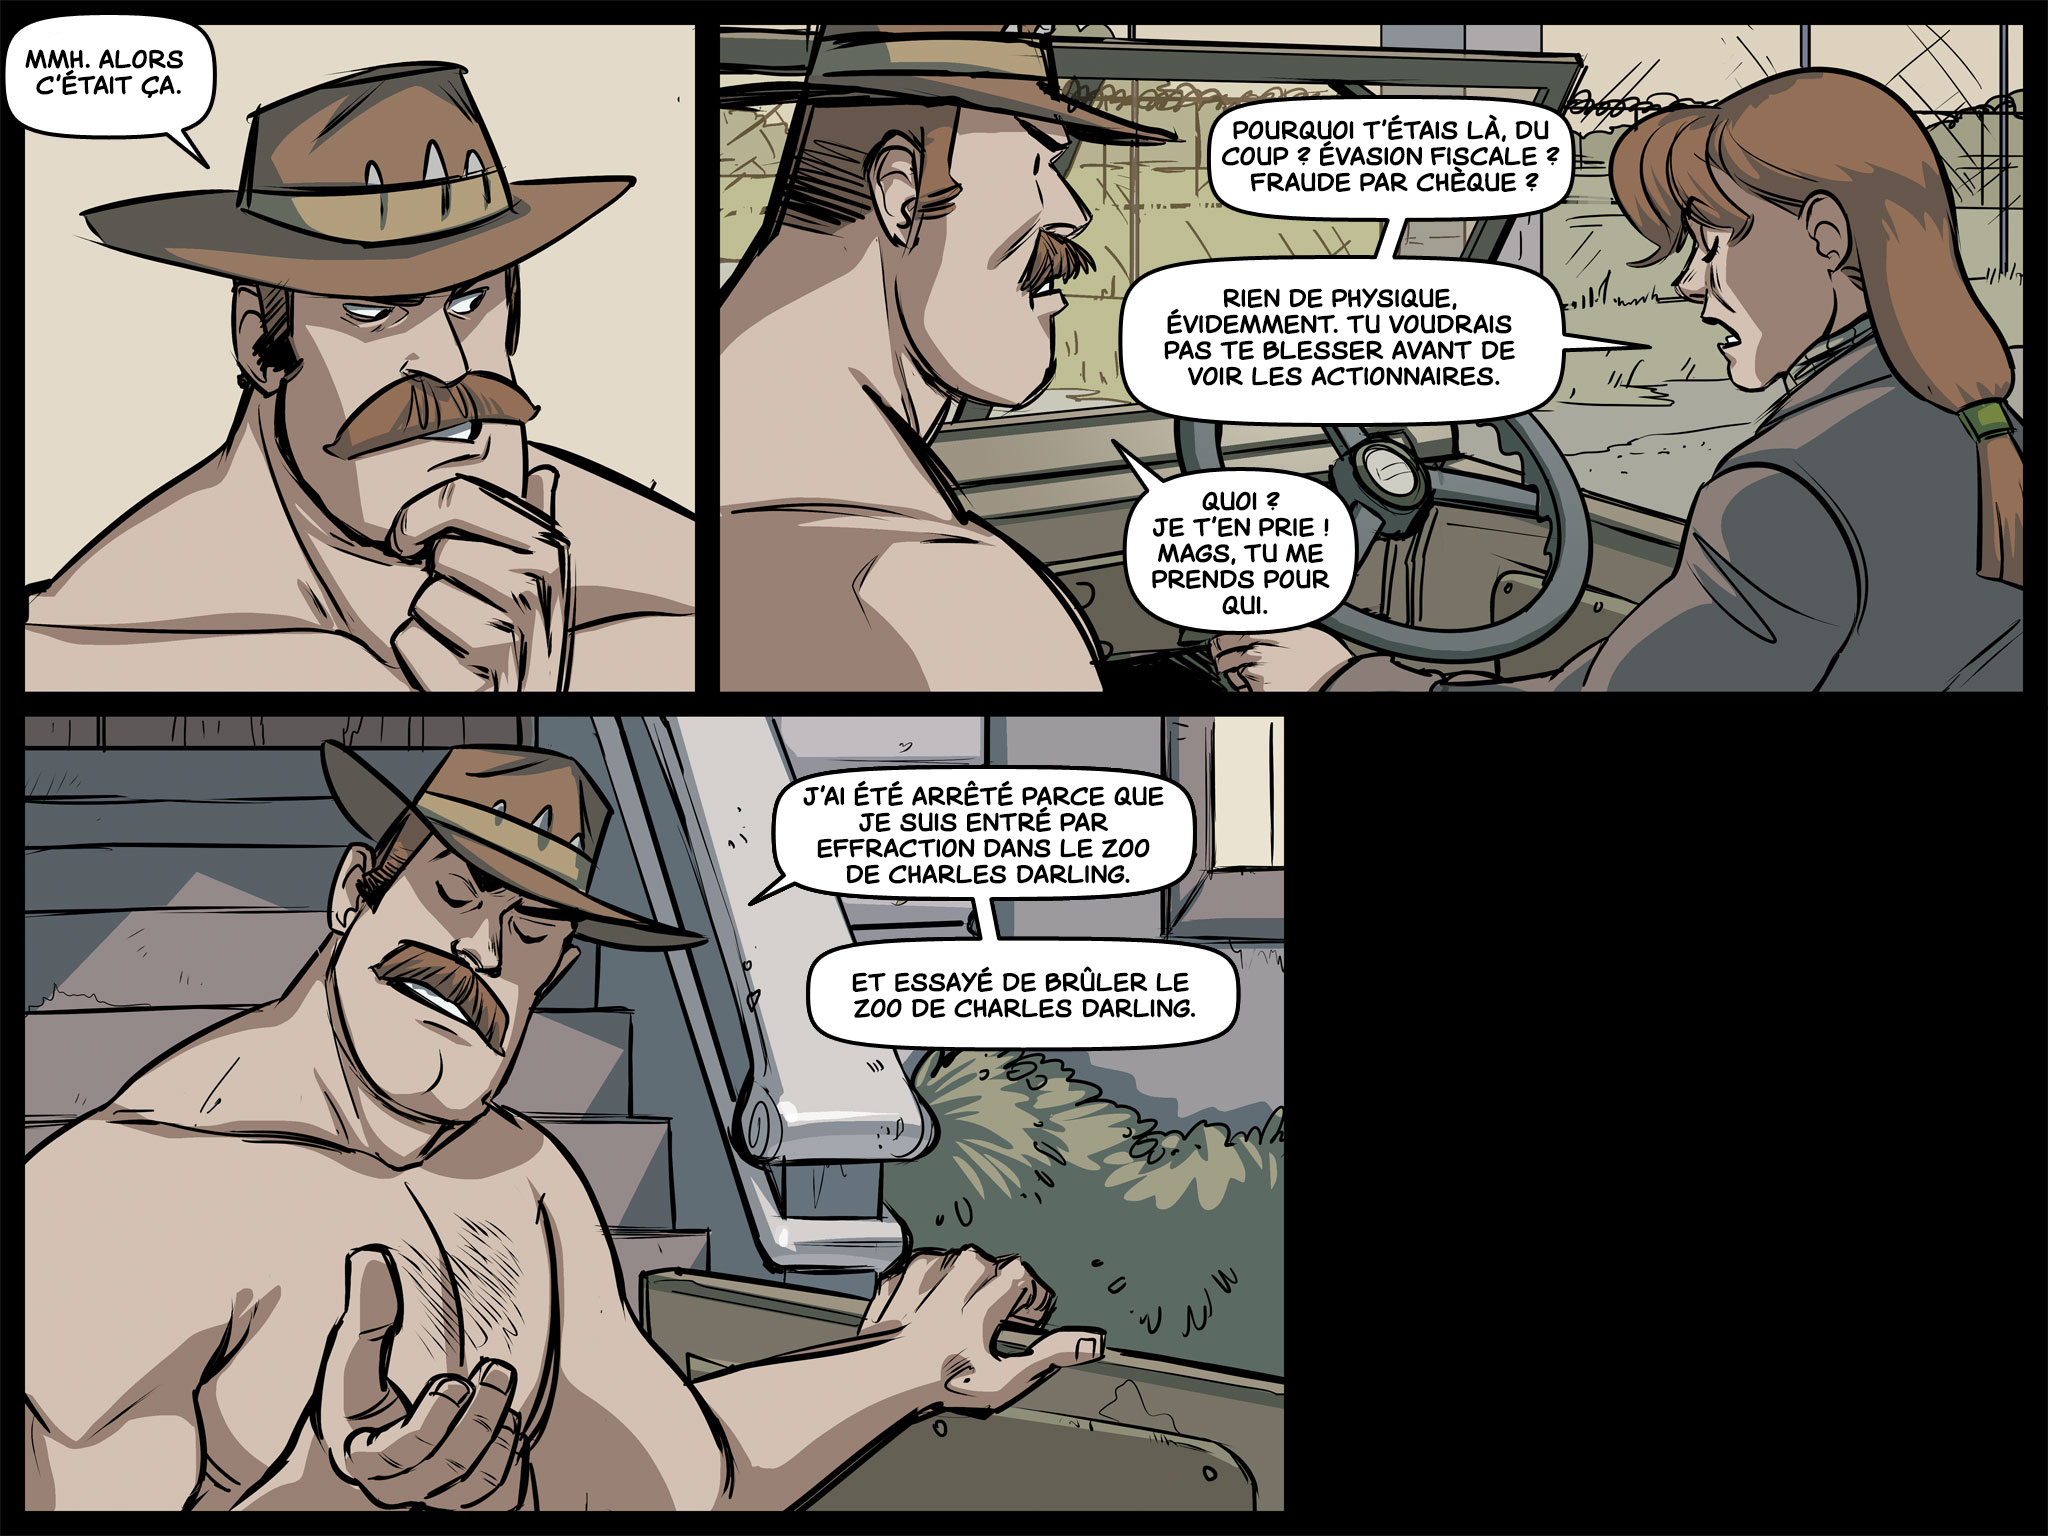 MMH. ALORS
C'ÉTAIT ÇA.
POURQUOI T'ÉTAIS LÀ, DU
COUP ? ÉVASION FISCALE ?
FRAUDE PAR CHÈQUE ?
RIEN DE PHYSIQUE,
ÉVIDEMMENT. TU VOUDRAIS
PAS TE BLESSER AVANT DE
VOIR LES ACTIONNAIRES.
QUOI ?
JE T'EN PRIE !
MAGS, TU ME
PRENDS POUR
QUI.
J'AI ÉTÉ ARRÊTÉ PARCE QUE
JE SUIS ENTRÉ PAR
EFFRACTION DANS LE ZOO
DE CHARLES DARLING.
ET ESSAYÉ DE BRÛLER LE
ZOO DE CHARLES DARLING.